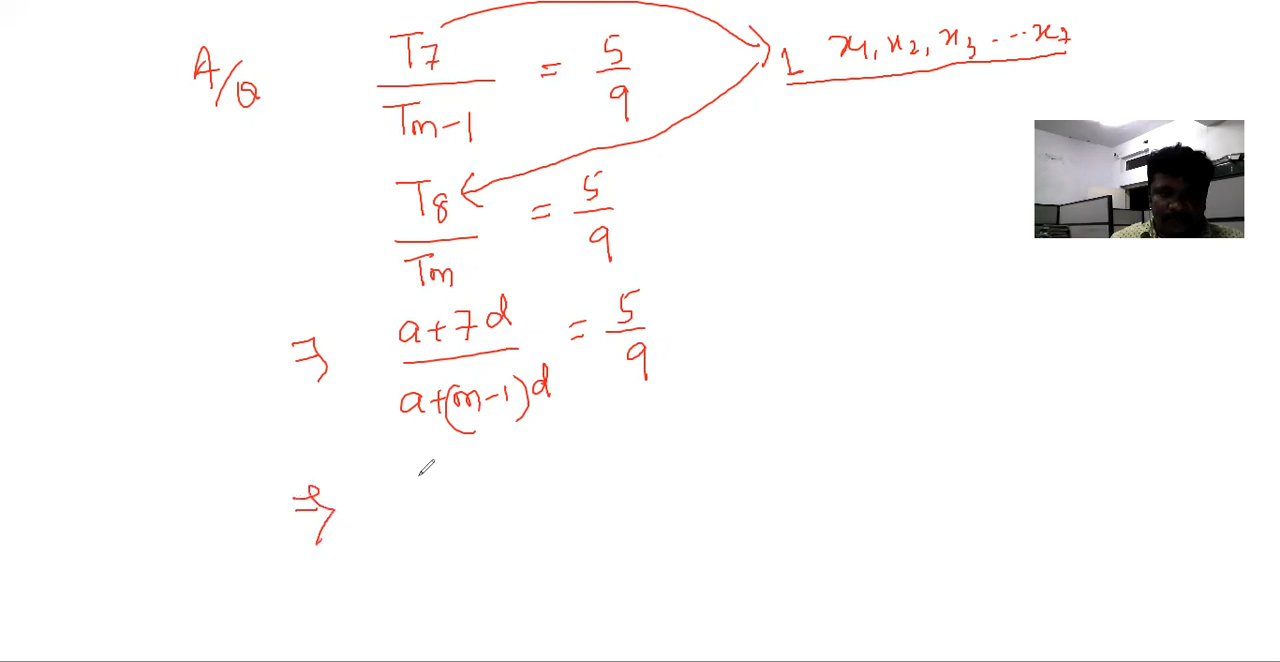 A/Q T7/Tm-1 = 5/9 1 x1, x2, x3 ... x7
T8/Tm = 5/9
⇒ a+7d/a+(m-1)d = 5/9
⇒